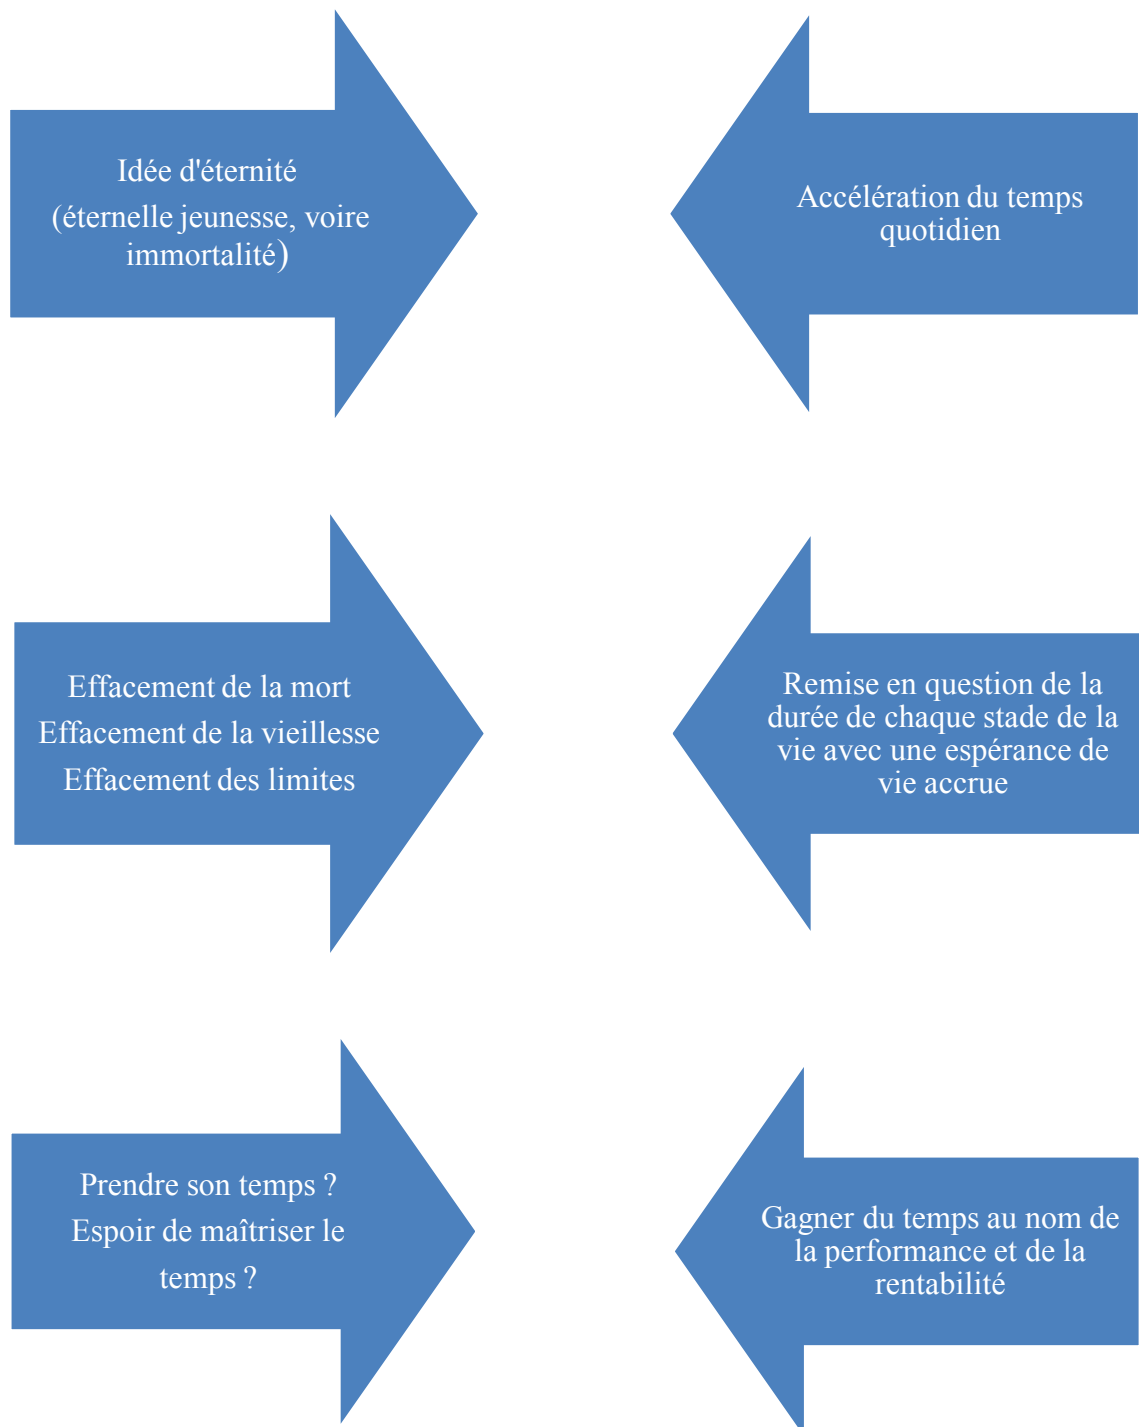 Idée d'éternité
(éternelle jeunesse, voire
immortalité)
Accélération du temps
quotidien
Effacement de la mort
Effacement de la vieillesse
Effacement des limites
Remise en question de la
durée de chaque stade de la
vie avec une espérance de
vie accrue
Prendre son temps ?
Espoir de maîtriser le
temps ?
Gagner du temps au nom de
la performance et de la
rentabilité